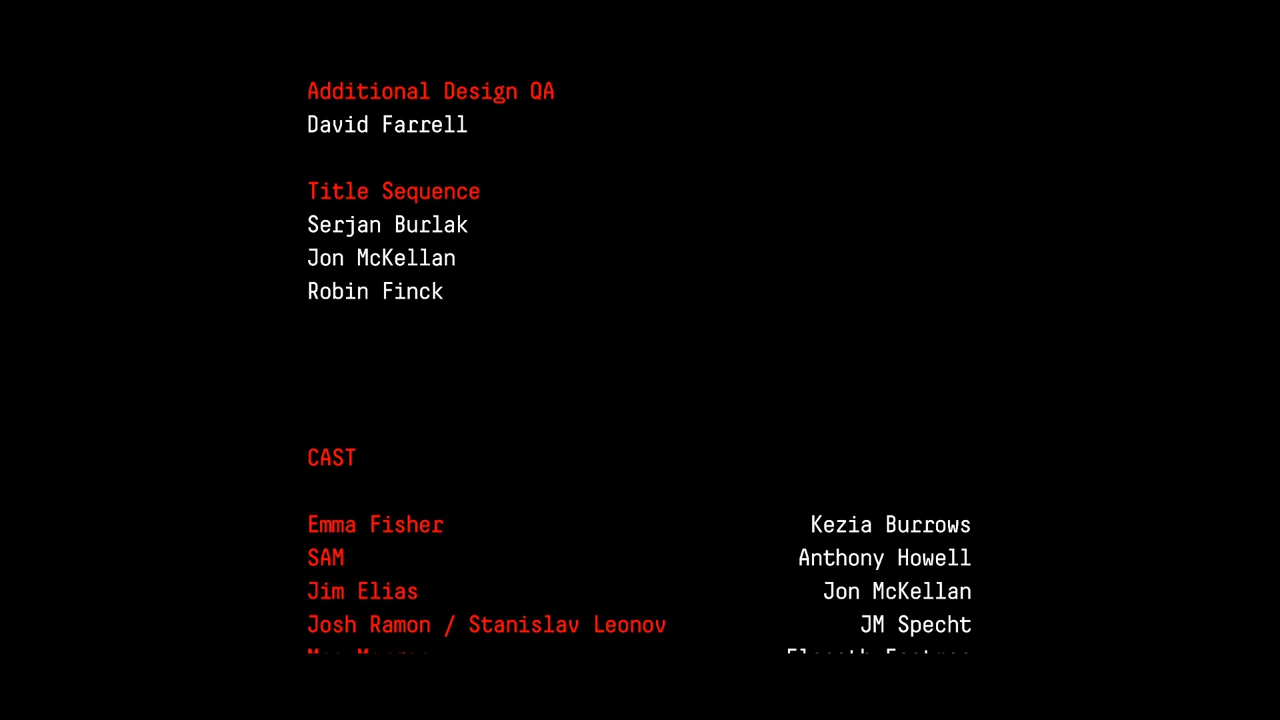 Additional Design QA
David Farrell
Title Sequence
Serjan Burlak
Jon McKellan
Robin Finck
CAST
Emma Fisher Kezia Burrows
SAM Anthony Howell
Jim Elias Jon McKellan
Josh Ramon / Stanislav Leonov JM Specht